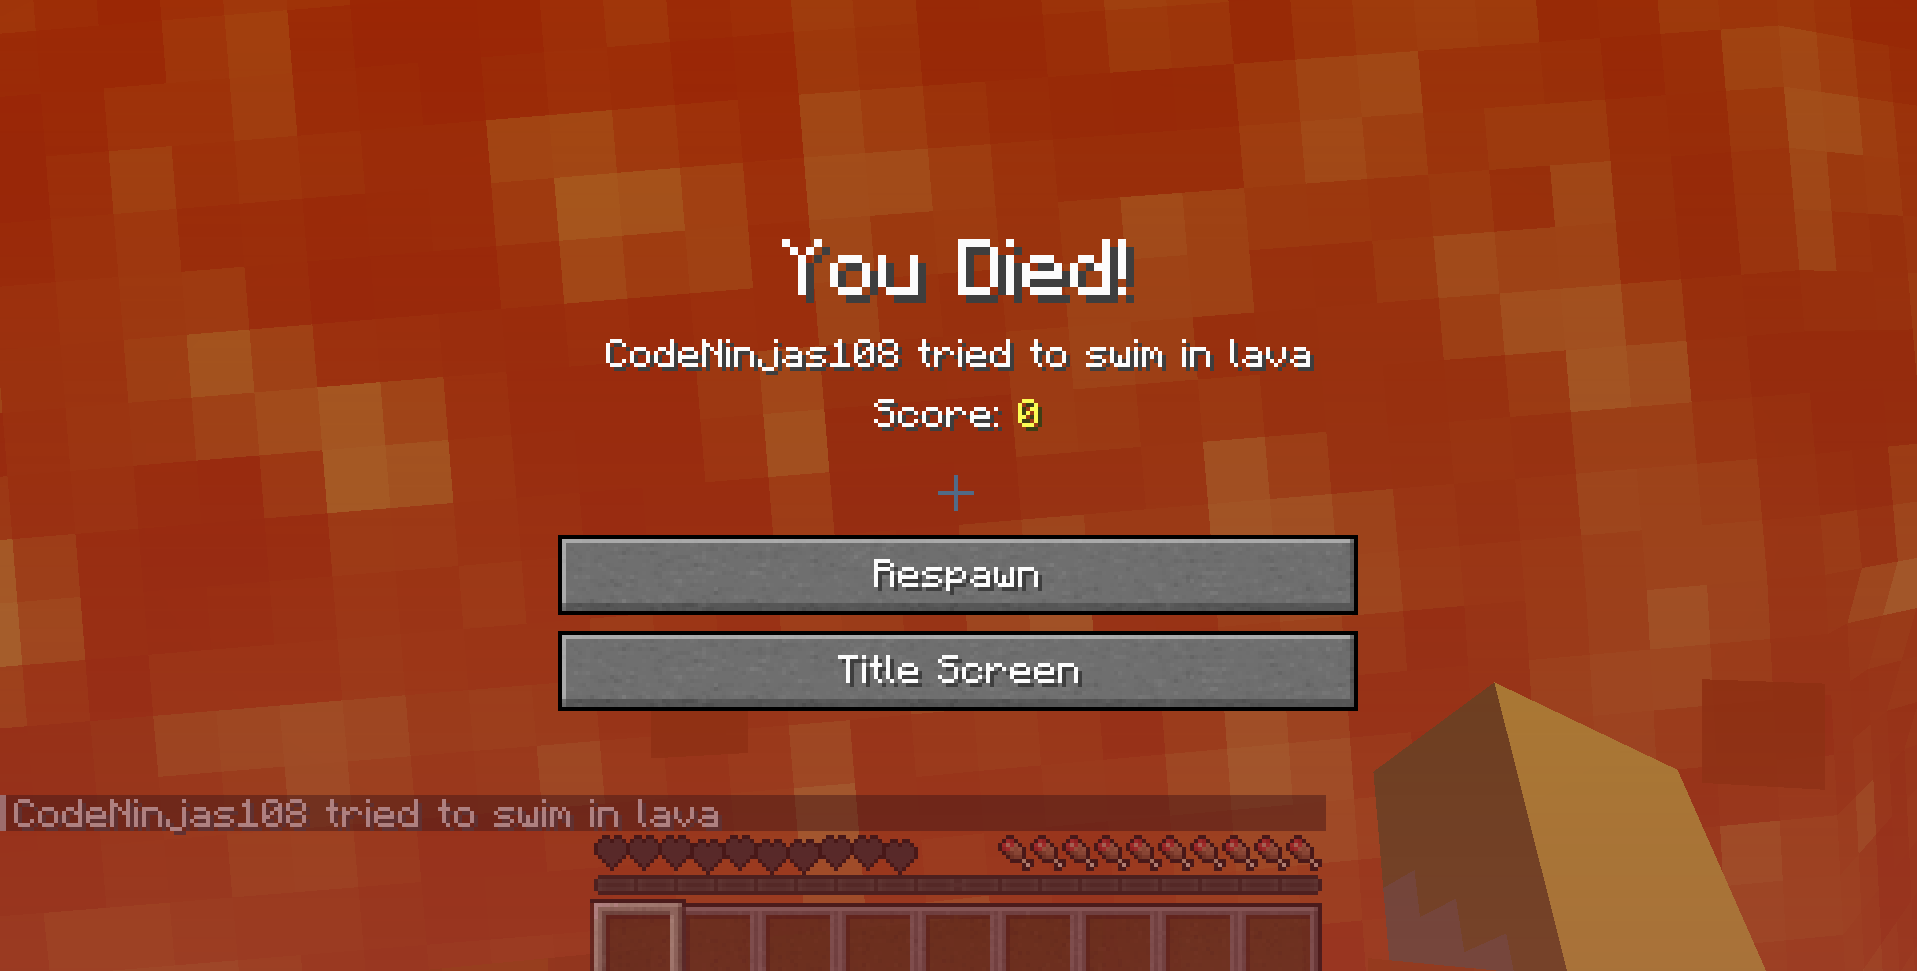 You Died!
CodeNinjas108 tried to swim in lava
Score: 0
Respawn
Title Screen
CodeNinjas108 tried to swim in lava